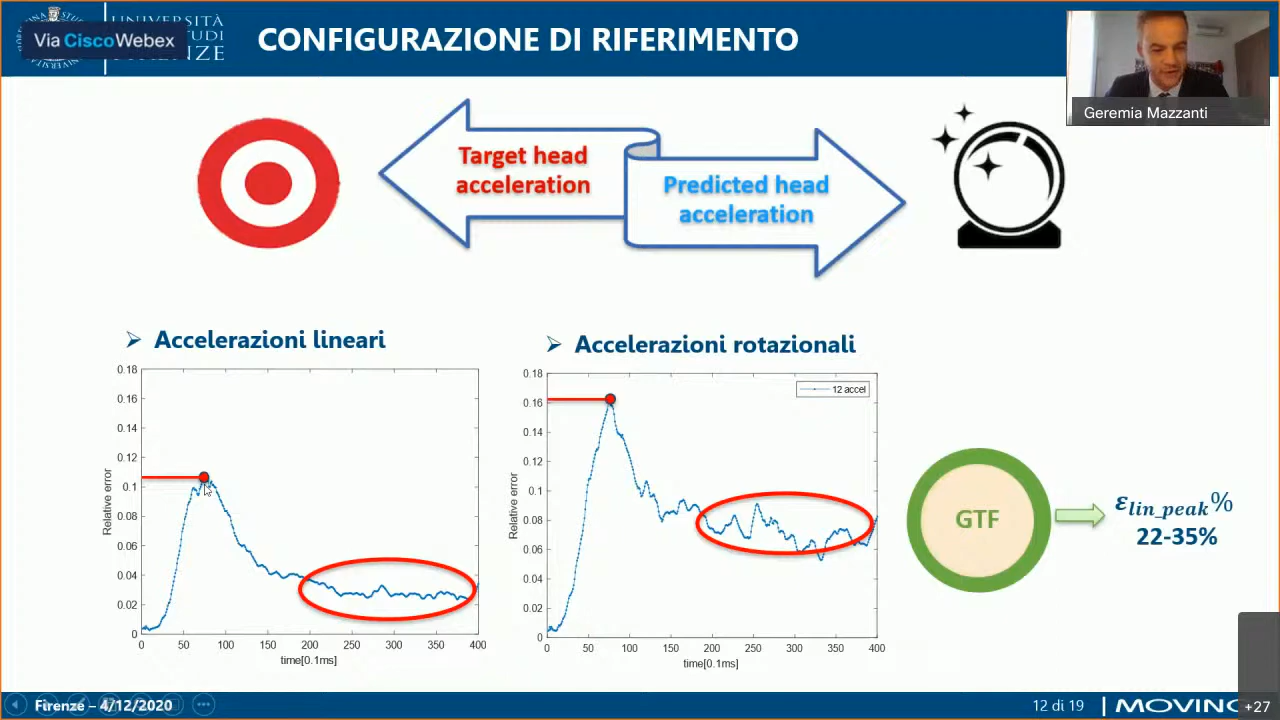 UNIVERSITÀ
STUDI
Via CiscoWebex
CONFIGURAZIONE DI RIFERIMENTO
Geremia Mazzanti
Target head
acceleration
Predicted head
acceleration
➢ Accelerazioni lineari
➢ Accelerazioni rotazionali
0.18
0.16
0.14
0.12
0.1
0.08
0.06
0.04
0.02
0
Relative error
0 50 100 150 200 250 300 350 400
time[0.1ms]
0.18
0.16
0.14
0.12
0.1
0.08
0.06
0.04
0.02
0
Relative error
12 accel
0 50 100 150 200 250 300 350 400
time[0.1ms]
GTF
εlin_peak%
22-35%
Firenze – 4/12/2020
12 di 19
MOVING
+27